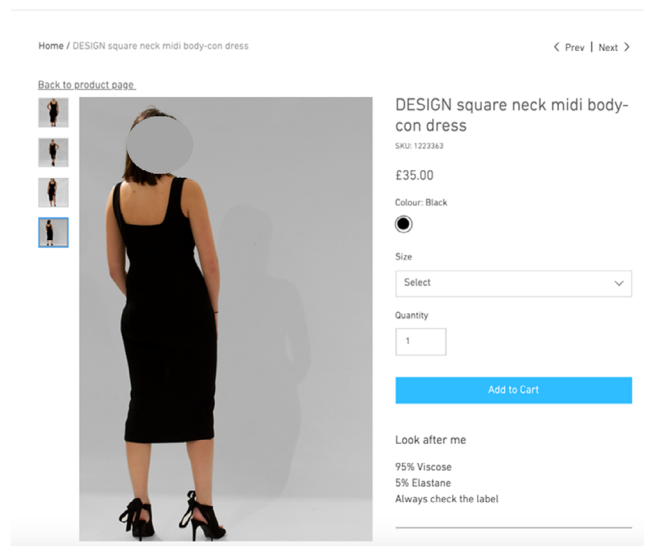 Home / DESIGN square neck midi body-con dress
Prev | Next
Back to product page
DESIGN square neck midi body-
con dress
SKU: 1223363
£35.00
Colour: Black
Size
Select
Quantity
1
Add to Cart
Look after me
95% Viscose
5% Elastane
Always check the label